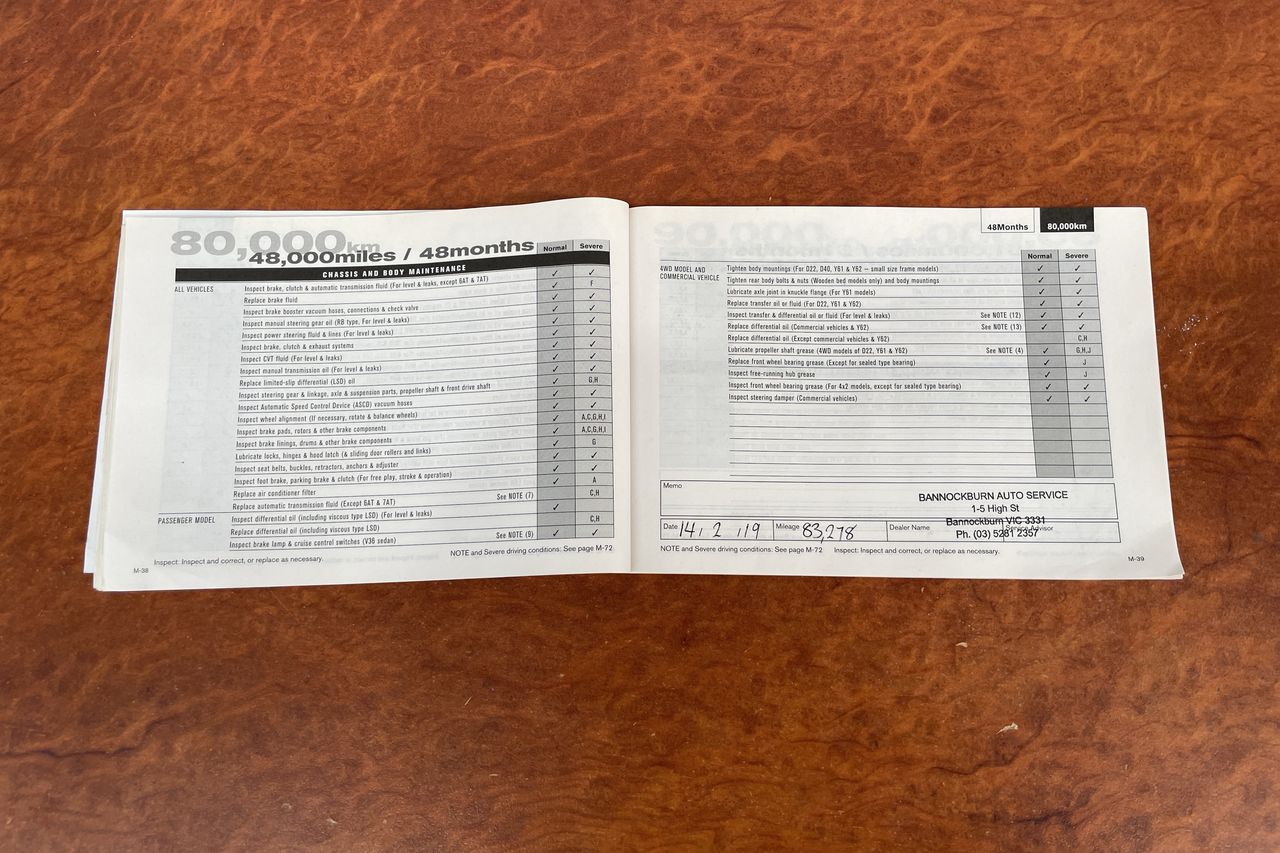 80,000km
48,000miles / 48months
Normal Severe
CHASSIS AND BODY MAINTENANCE ✓ ✓
ALL VEHICLES Inspect brake, clutch & automatic transmission fluid (For level & leaks, except 6AT & 7AT) ✓ F
Replace brake fluid ✓ ✓
Inspect brake booster vacuum hoses, connections & check valve ✓ ✓
Inspect manual steering gear oil (RB type, For level & leaks) ✓ ✓
Inspect power steering fluid & lines (For level & leaks) ✓ ✓
Inspect brake, clutch & exhaust systems ✓ ✓
Inspect CVT fluid (For level & leaks) ✓ ✓
Inspect manual transmission oil (For level & leaks) ✓ ✓
Replace limited-slip differential (LSD) oil ✓ G,H
Inspect steering gear & linkage, axle & suspension parts, propeller shaft & front drive shaft ✓ ✓
Inspect Automatic Speed Control Device (ASCD) vacuum hoses ✓ ✓
Inspect wheel alignment (If necessary, rotate & balance wheels) ✓ A,C,G,H,I
Inspect brake pads, rotors & other brake components ✓ A,C,G,H,I
Inspect brake linings, drums & other brake components ✓ G
Lubricate locks, hinges & hood latch (& sliding door rollers and links) ✓ ✓
Inspect seat belts, buckles, retractors, anchors & adjuster ✓ ✓
Inspect foot brake, parking brake & clutch (For free play, stroke & operation) ✓ A
Replace air conditioner filter C,H
Replace automatic transmission fluid (Except 6AT & 7AT) See NOTE (7) ✓
PASSENGER MODEL Inspect differential oil (including viscous type LSD) (For level & leaks) C,H
Replace differential oil (including viscous type LSD) ✓ ✓
Inspect brake lamp & cruise control switches (V36 sedan) See NOTE (9)
Inspect: Inspect and correct, or replace as necessary. NOTE and Severe driving conditions: See page M-72
M-38
48Months 80,000km
Normal Severe
4WD MODEL AND COMMERCIAL VEHICLE
Tighten body mountings (For D22, D40, Y61 & Y62 – small size frame models) ✓ ✓
Tighten rear body bolts & nuts (Wooden bed models only) and body mountings ✓ ✓
Lubricate axle joint in knuckle flange (For Y61 models) ✓ ✓
Replace transfer oil or fluid (For D22, Y61 & Y62) ✓ ✓
Inspect transfer & differential oil or fluid (For level & leaks) See NOTE (12) ✓ ✓
Replace differential oil (Commercial vehicles & Y62) See NOTE (13) ✓ ✓
Replace differential oil (Except commercial vehicles & Y62) C,H
Lubricate propeller shaft grease (4WD models of D22, Y61 & Y62) See NOTE (4) ✓ G,H,J
Replace front wheel bearing grease (Except for sealed type bearing) ✓ J
Inspect free-running hub grease ✓ J
Inspect front wheel bearing grease (For 4x2 models, except for sealed type bearing) ✓ ✓
Inspect steering damper (Commercial vehicles) ✓ ✓
Memo
BANNOCKBURN AUTO SERVICE
1-5 High St
Bannockburn VIC 3331
Ph. (03) 5281 2357
Date 14, 2, 19 Mileage 83,278 Dealer Name Service Advisor
NOTE and Severe driving conditions: See page M-72 Inspect: Inspect and correct, or replace as necessary.
M-39